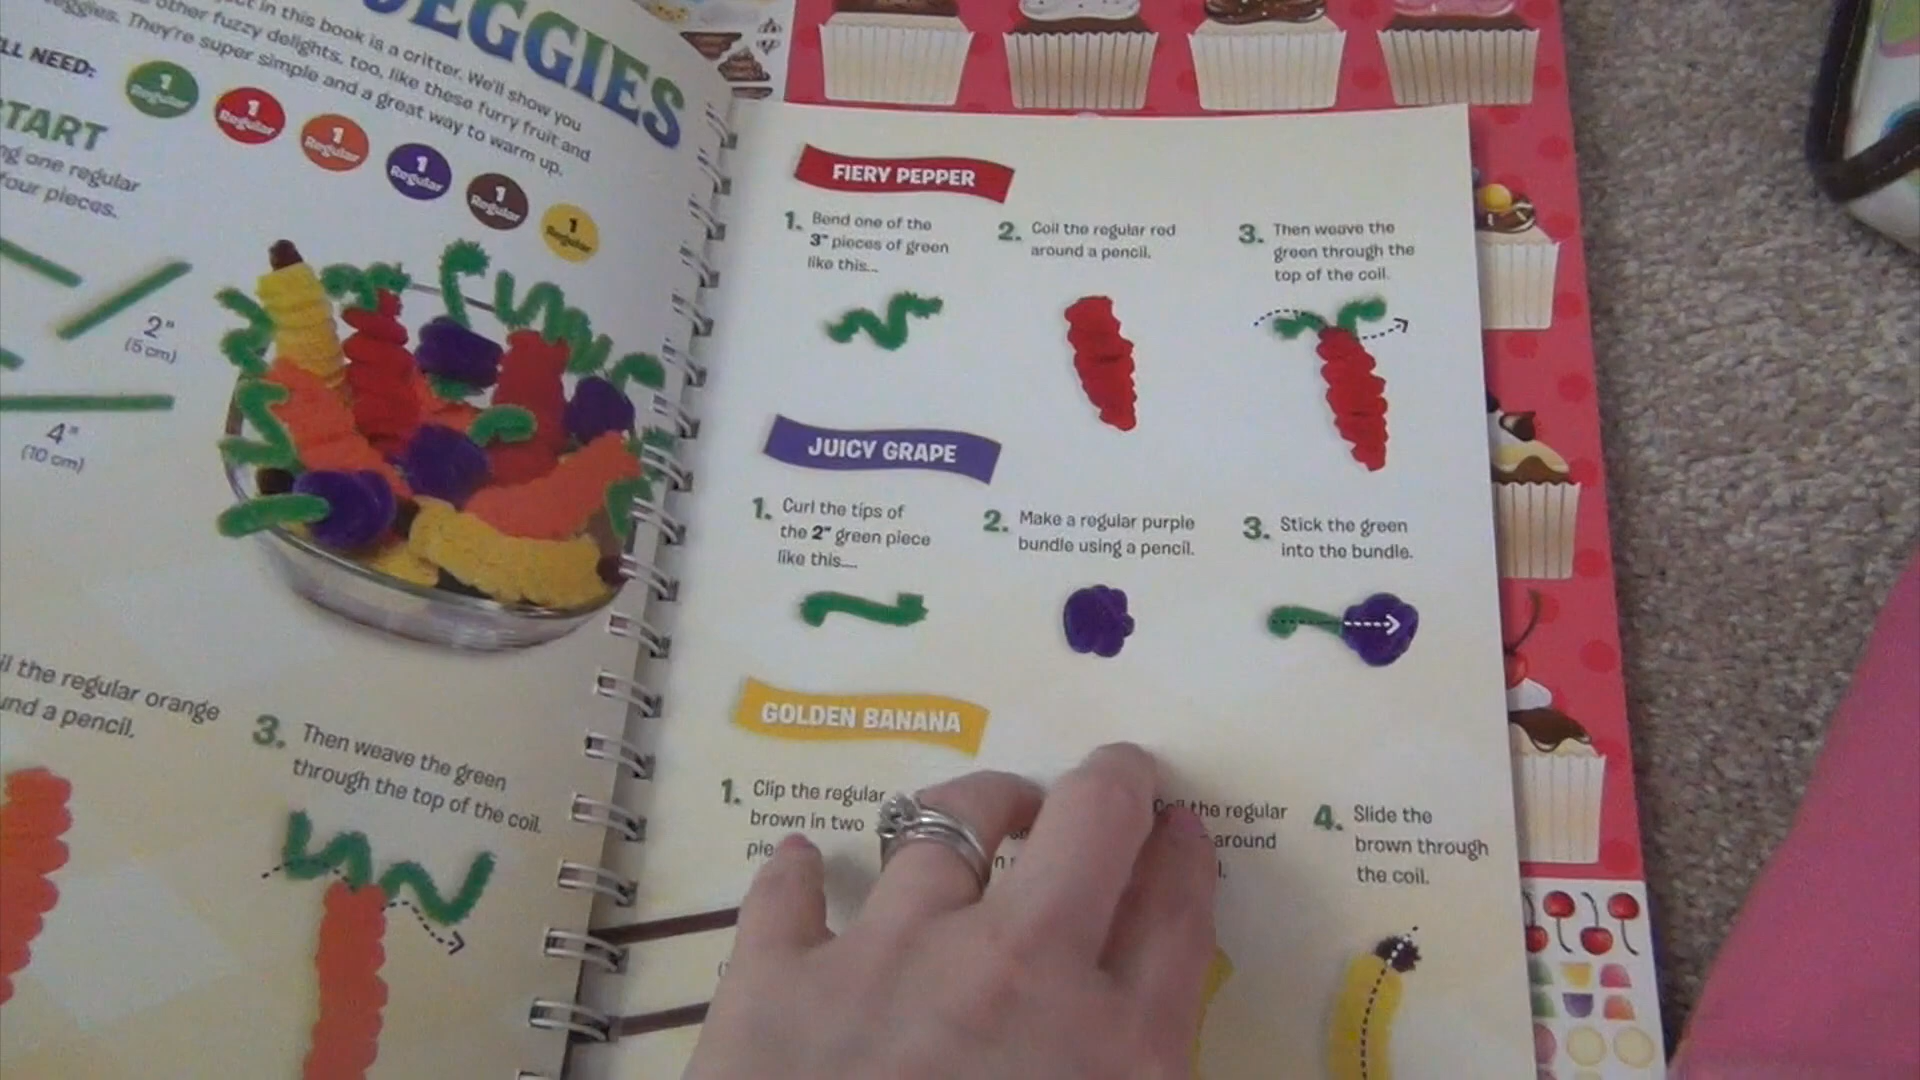 EGGIES
in this book is a critter. We'll show you
other fuzzy delights, too, like these furry fruit and
veggies. They're super simple and a great way to warm up.
LL NEED:
1 Regular
1 Regular
1 Regular
1 Regular
1 Regular
1 Regular
TART
one regular
four pieces.
2"
(5 cm)
4"
(10 cm)
the regular orange
a pencil.
3. Then weave the green
through the top of the coil.
FIERY PEPPER
1. Bend one of the
3" pieces of green
like this...
2. Coil the regular red
around a pencil.
3. Then weave the
green through the
top of the coil.
JUICY GRAPE
1. Curl the tips of
the 2" green piece
like this....
2. Make a regular purple
bundle using a pencil.
3. Stick the green
into the bundle.
GOLDEN BANANA
1. Clip the regular
brown in two
the regular
around
4. Slide the
brown through
the coil.